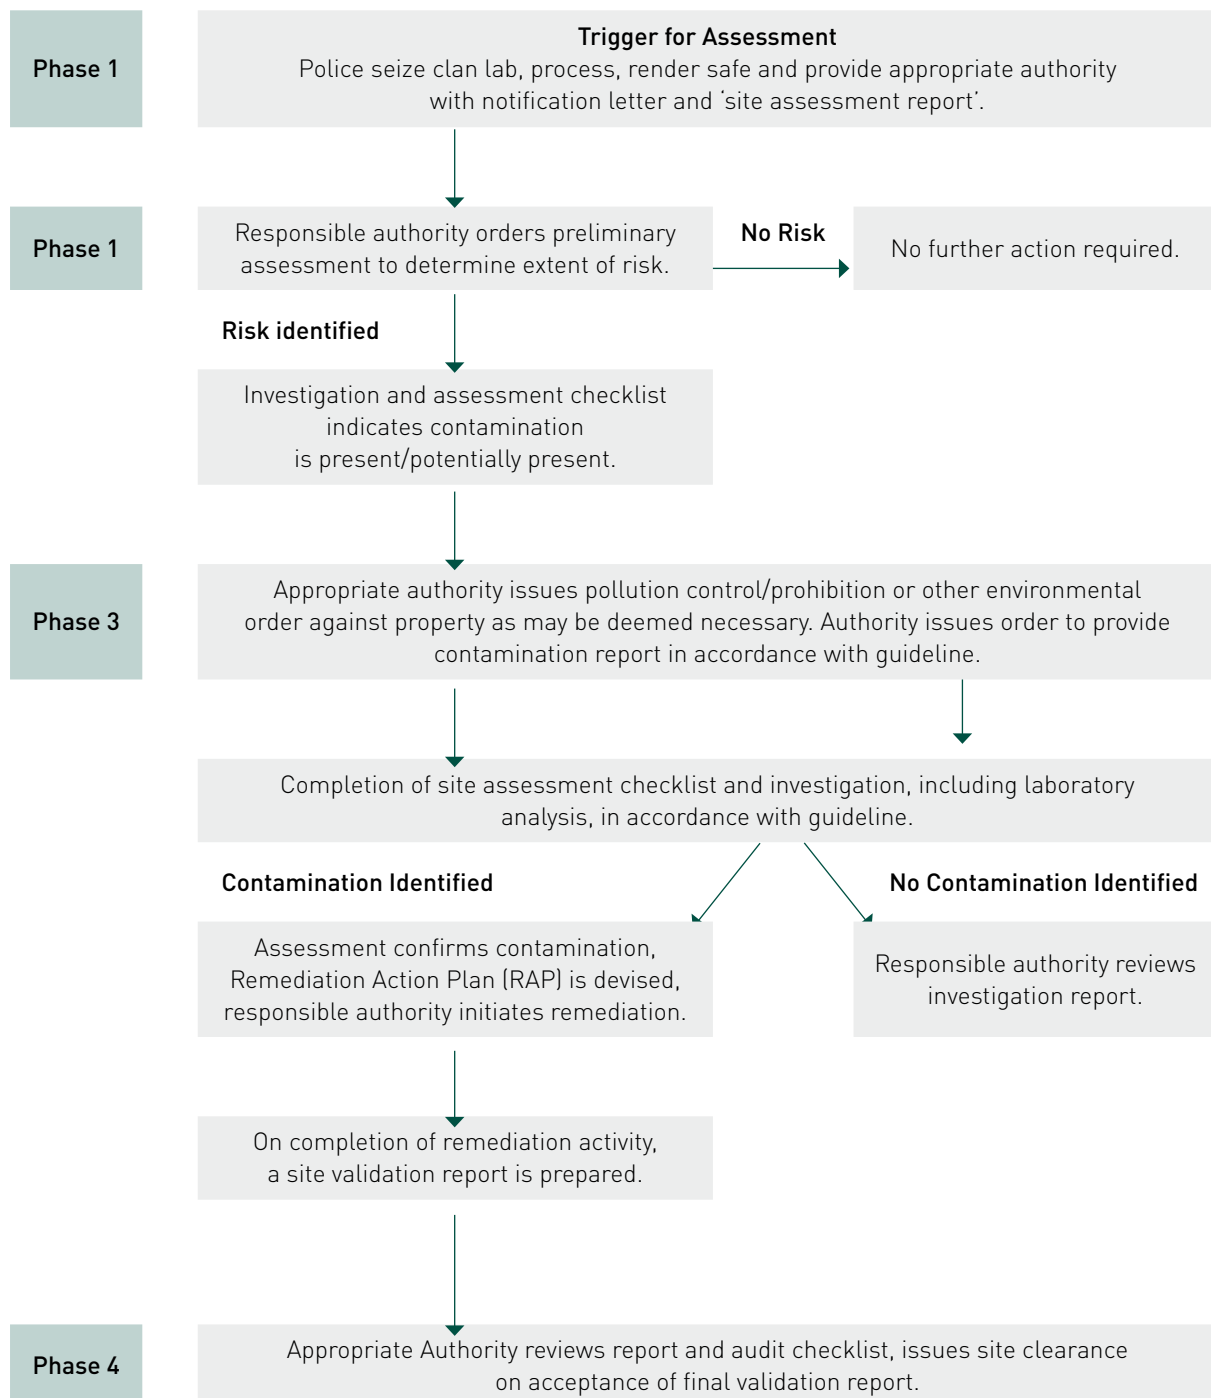 Phase 1
Trigger for Assessment
Police seize clan lab, process, render safe and provide appropriate authority
with notification letter and ‘site assessment report’.
Phase 1
Responsible authority orders preliminary
assessment to determine extent of risk.
No Risk
No further action required.
Risk identified
Investigation and assessment checklist
indicates contamination
is present/potentially present.
Phase 3
Appropriate authority issues pollution control/prohibition or other environmental
order against property as may be deemed necessary. Authority issues order to provide
contamination report in accordance with guideline.
Completion of site assessment checklist and investigation, including laboratory
analysis, in accordance with guideline.
Contamination Identified
No Contamination Identified
Assessment confirms contamination,
Remediation Action Plan (RAP) is devised,
responsible authority initiates remediation.
Responsible authority reviews
investigation report.
On completion of remediation activity,
a site validation report is prepared.
Phase 4
Appropriate Authority reviews report and audit checklist, issues site clearance
on acceptance of final validation report.